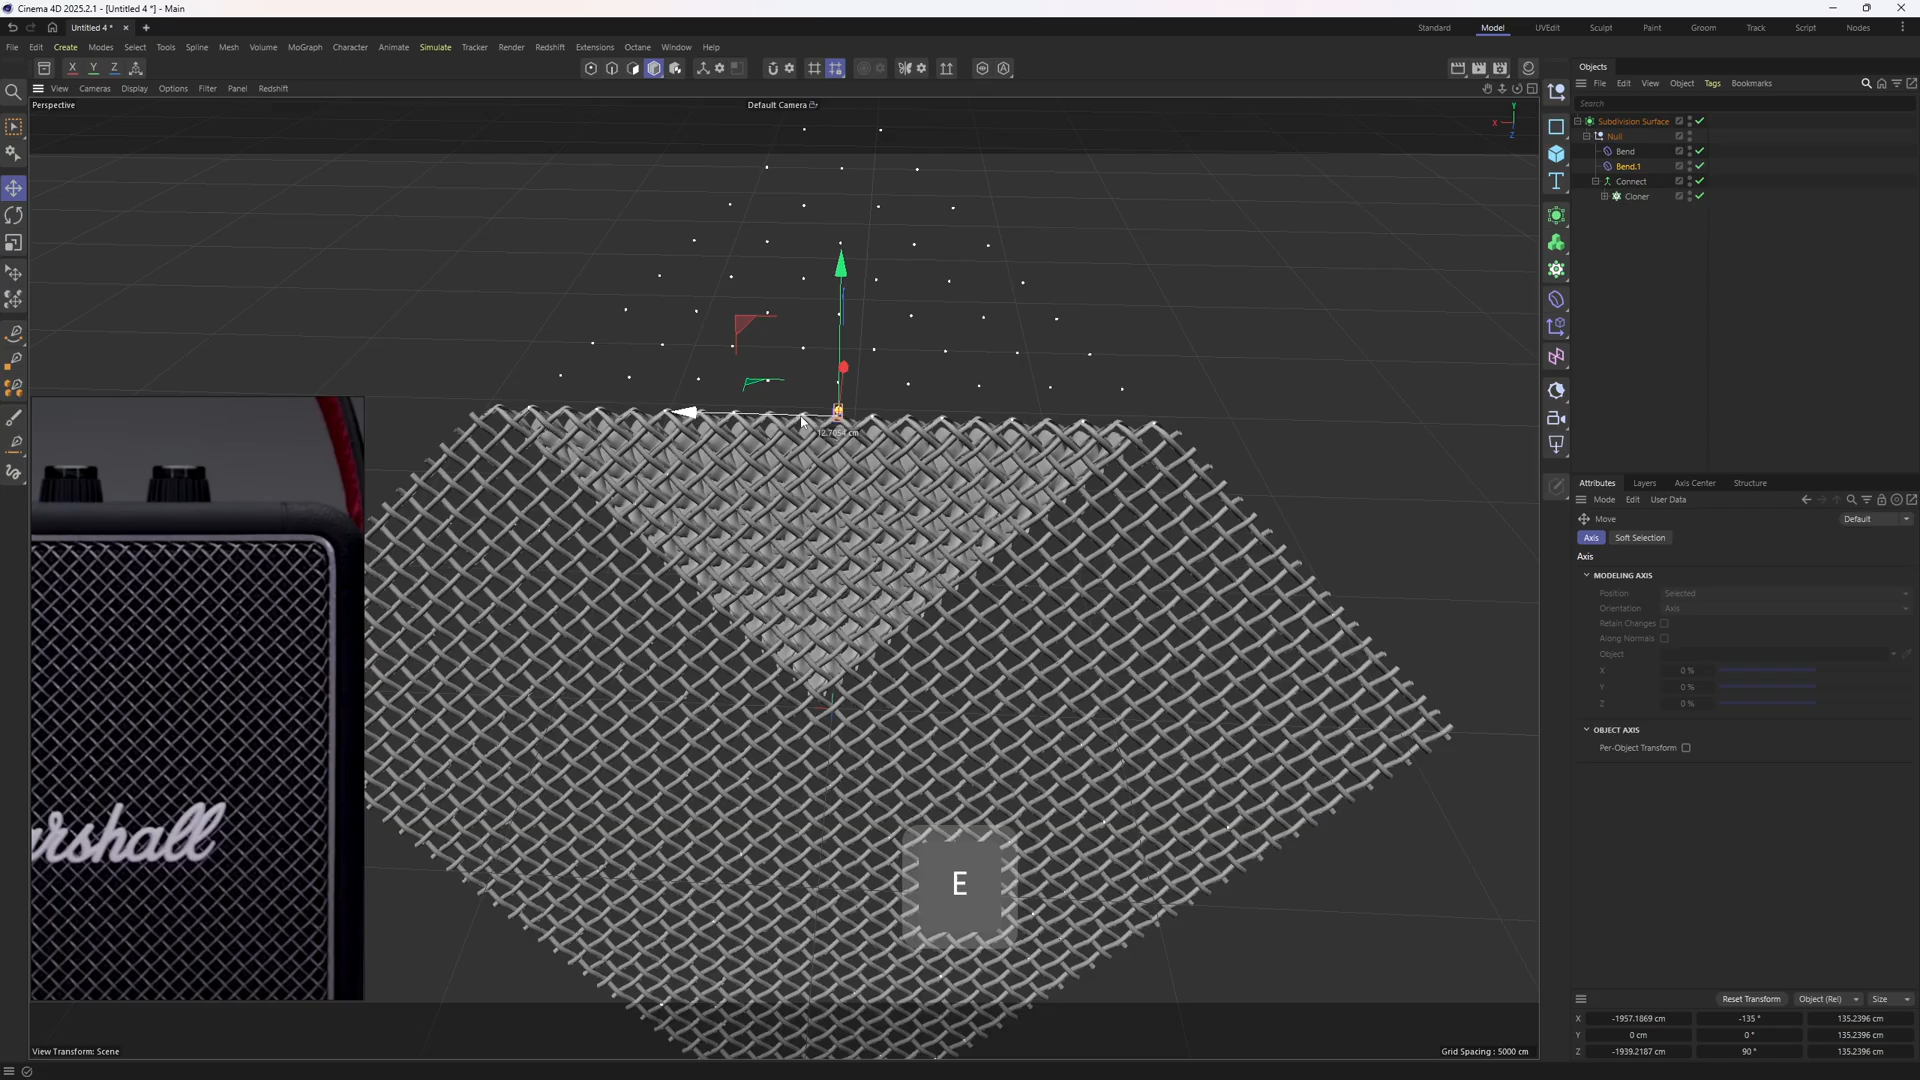 Cinema 4D 2025.2.1 - [Untitled 4 *] - Main
Untitled 4 * × +
Standard Model UVEdit Sculpt Paint Groom Track Script Nodes
File Edit Create Modes Select Tools Spline Mesh Volume MoGraph Character Animate Simulate Tracker Render Redshift Extensions Octane Window Help
X Y Z
View Cameras Display Options Filter Panel Redshift
Perspective
Default Camera
Y
X
Z
12.7054 cm
Marshall
E
View Transform: Scene
Grid Spacing : 5000 cm
Objects
File Edit View Object Tags Bookmarks
Search
Subdivision Surface
Null
Bend
Bend.1
Connect
Cloner
Attributes Layers Axis Center Structure
Mode Edit User Data
Move
Default
Axis Soft Selection
Axis
MODELING AXIS
Position Selected
Orientation Axis
Retain Changes
Along Normals
Object
X 0 %
Y 0 %
Z 0 %
OBJECT AXIS
Per-Object Transform
Reset Transform Object (Rel) Size
X -1957.1869 cm -135 ° 135.2396 cm
Y 0 cm 0 ° 135.2396 cm
Z -1939.2187 cm 90 ° 135.2396 cm